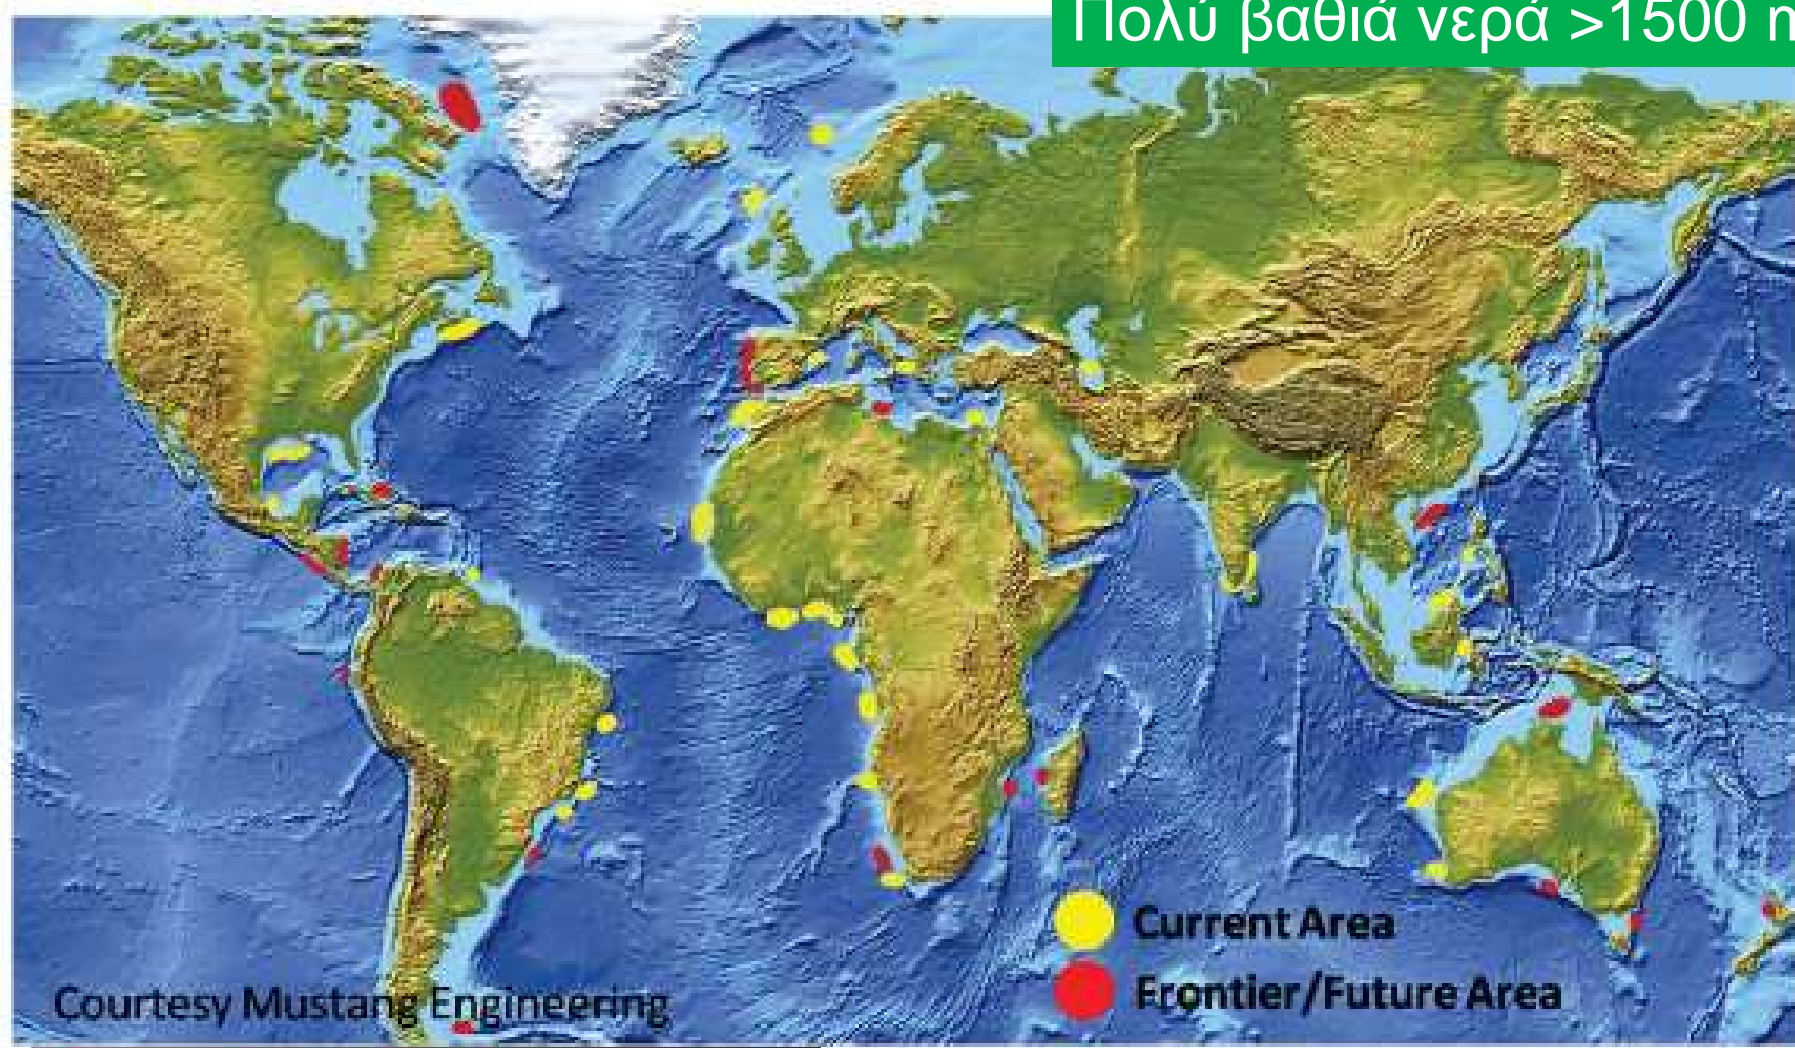 Πολύ βαθιά νερά >1500 m
Current Area
Frontier/Future Area
Courtesy Mustang Engineering